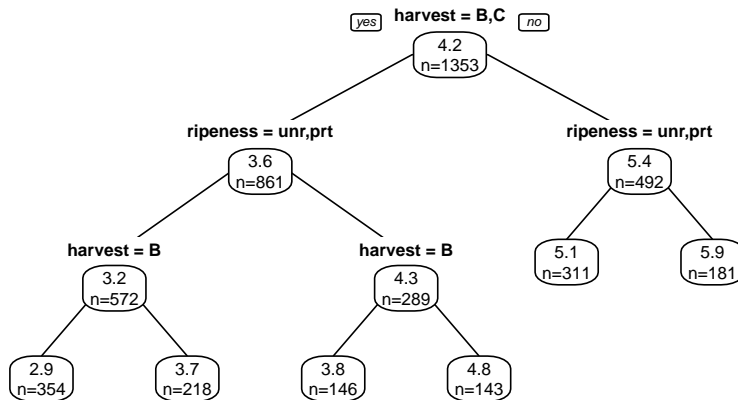 harvest = B,C
yes
no
4.2
n=1353
ripeness = unr,prt
ripeness = unr,prt
3.6
n=861
5.4
n=492
harvest = B
harvest = B
5.1
n=311
5.9
n=181
3.2
n=572
4.3
n=289
2.9
n=354
3.7
n=218
3.8
n=146
4.8
n=143